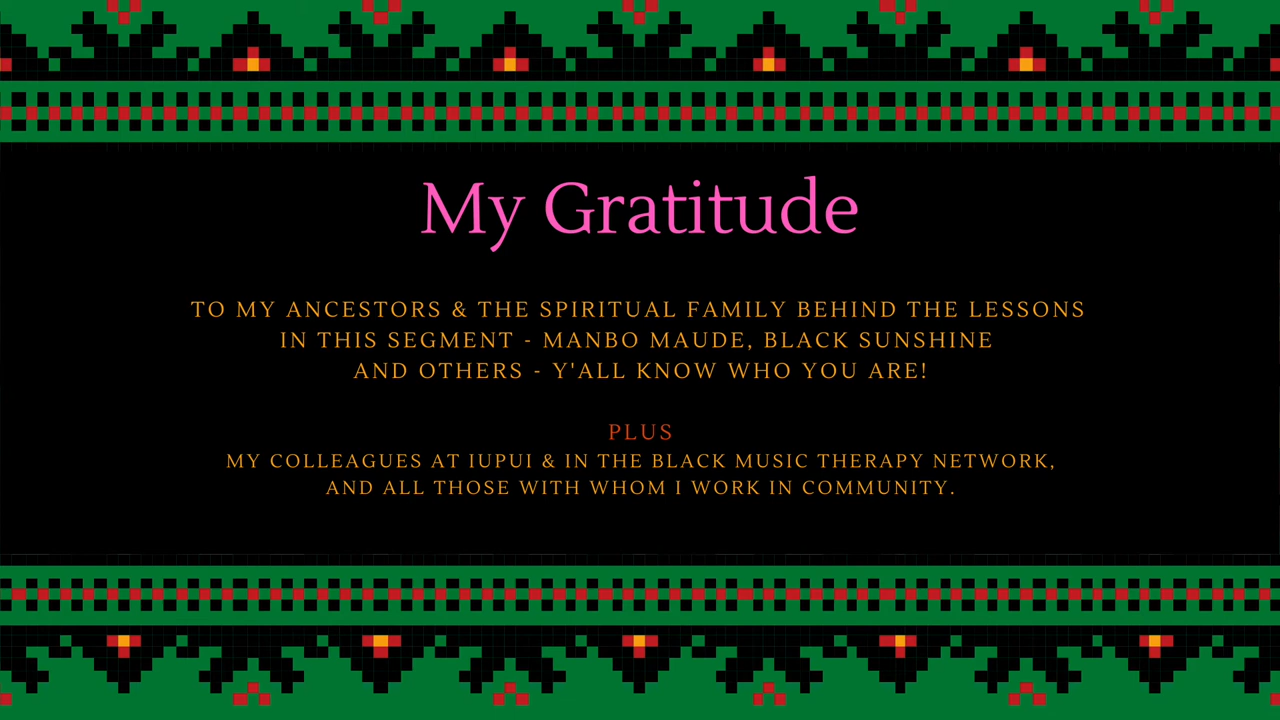 My Gratitude
TO MY ANCESTORS & THE SPIRITUAL FAMILY BEHIND THE LESSONS
IN THIS SEGMENT - MANBO MAUDE, BLACK SUNSHINE
AND OTHERS - Y'ALL KNOW WHO YOU ARE!
PLUS
MY COLLEAGUES AT IUPUI & IN THE BLACK MUSIC THERAPY NETWORK,
AND ALL THOSE WITH WHOM I WORK IN COMMUNITY.